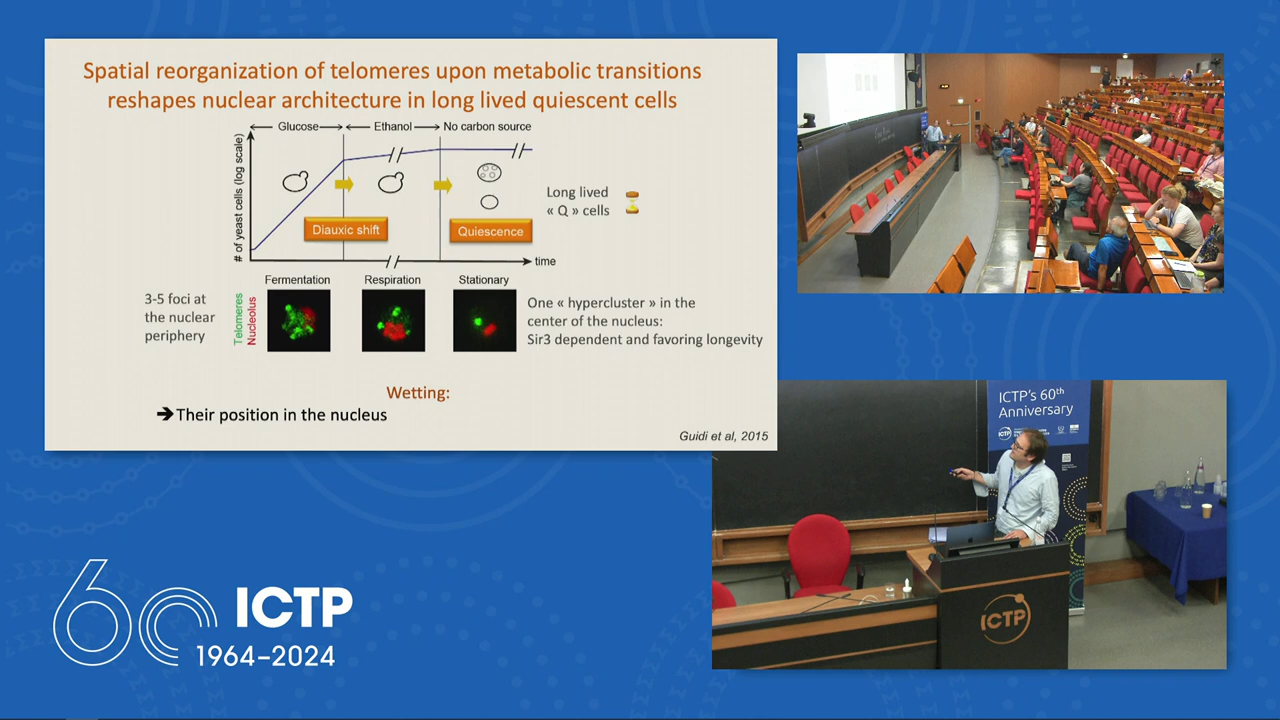 Spatial reorganization of telomeres upon metabolic transitions
reshapes nuclear architecture in long lived quiescent cells
Glucose
Ethanol
No carbon source
# of yeast cells (log scale)
Diauxic shift
Quiescence
time
Long lived
« Q » cells
Fermentation
Respiration
Stationary
3-5 foci at
the nuclear
periphery
Telomeres
Nucleolus
One « hypercluster » in the
center of the nucleus:
Sir3 dependent and favoring longevity
Wetting:
➔ Their position in the nucleus
Guidi et al, 2015
ICTP's 60th
Anniversary
ICTP
ICTP
60 ICTP
1964–2024